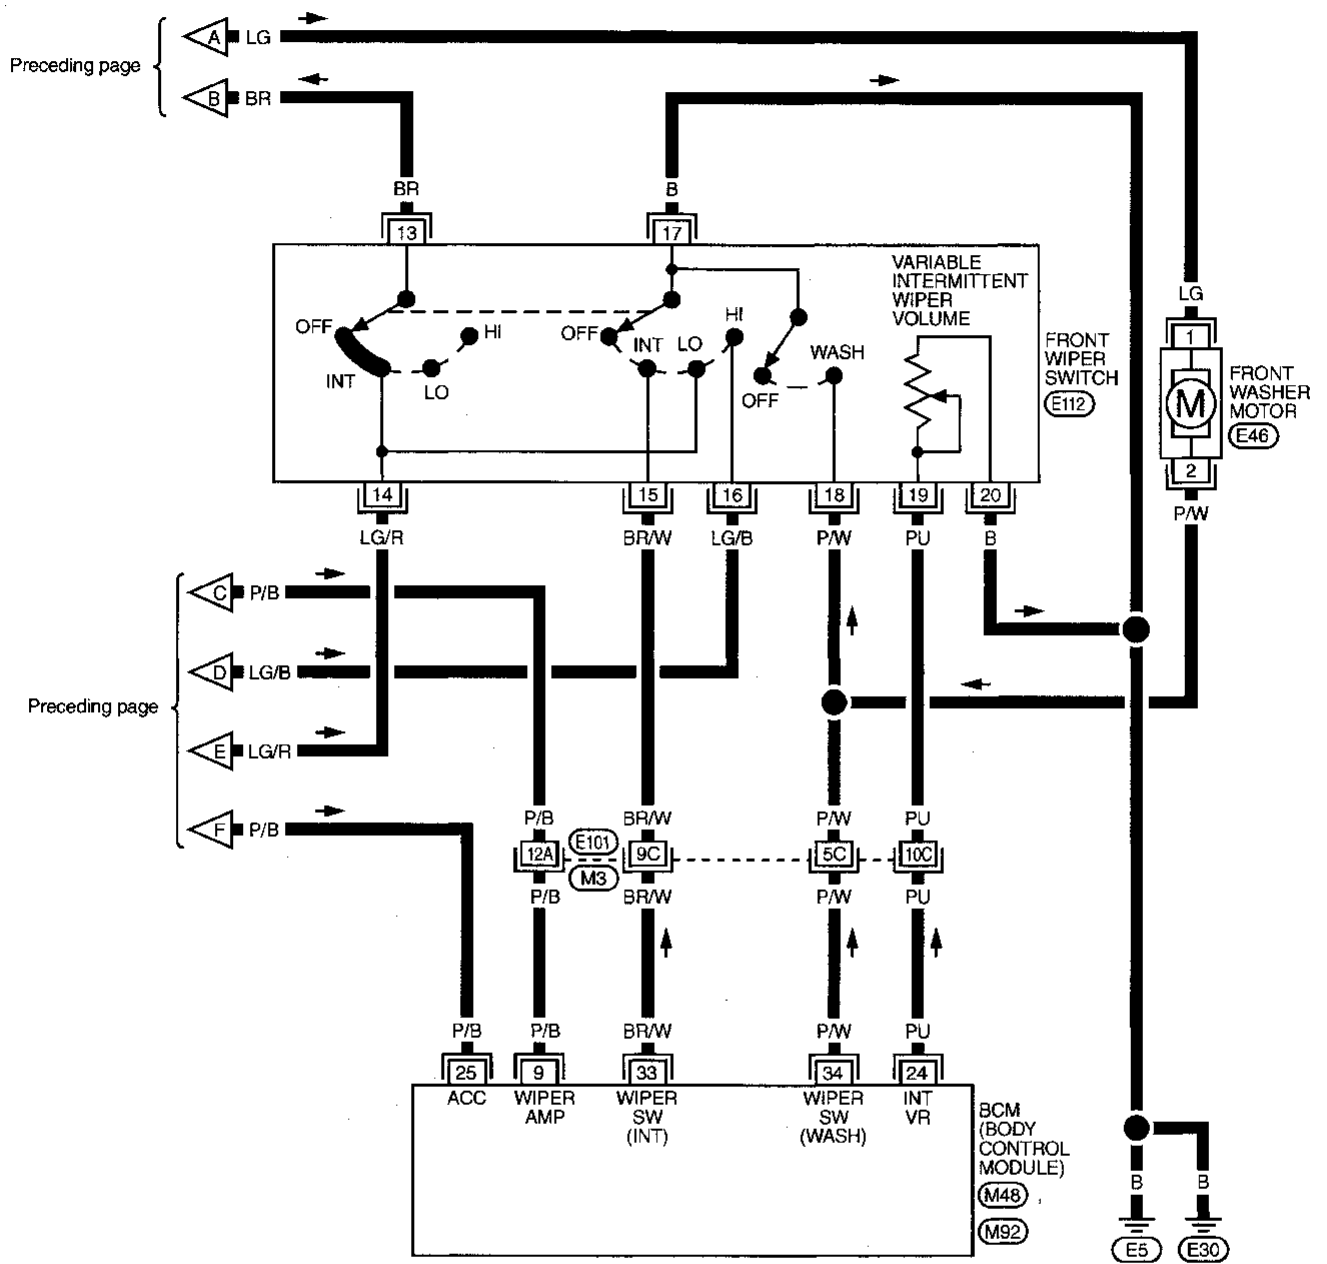 A LG
Preceding page
B BR
BR
B
13
17
VARIABLE
INTERMITTENT
WIPER
VOLUME
OFF
HI
INT
LO
OFF
INT
LO
HI
WASH
OFF
FRONT
WIPER
SWITCH
E112
LG
1
M
FRONT
WASHER
MOTOR
E46
2
P/W
14
15
16
18
19
20
LG/R
BR/W
LG/B
P/W
PU
B
C P/B
D LG/B
Preceding page
E LG/R
F P/B
P/B
BR/W
P/W
PU
12A
E101
M3
9C
5C
10C
P/B
BR/W
P/W
PU
P/B
P/B
BR/W
P/W
PU
25
9
33
34
24
ACC
WIPER
AMP
WIPER
SW
(INT)
WIPER
SW
(WASH)
INT
VR
BCM
(BODY
CONTROL
MODULE)
M48
M92
B
B
E5
E30